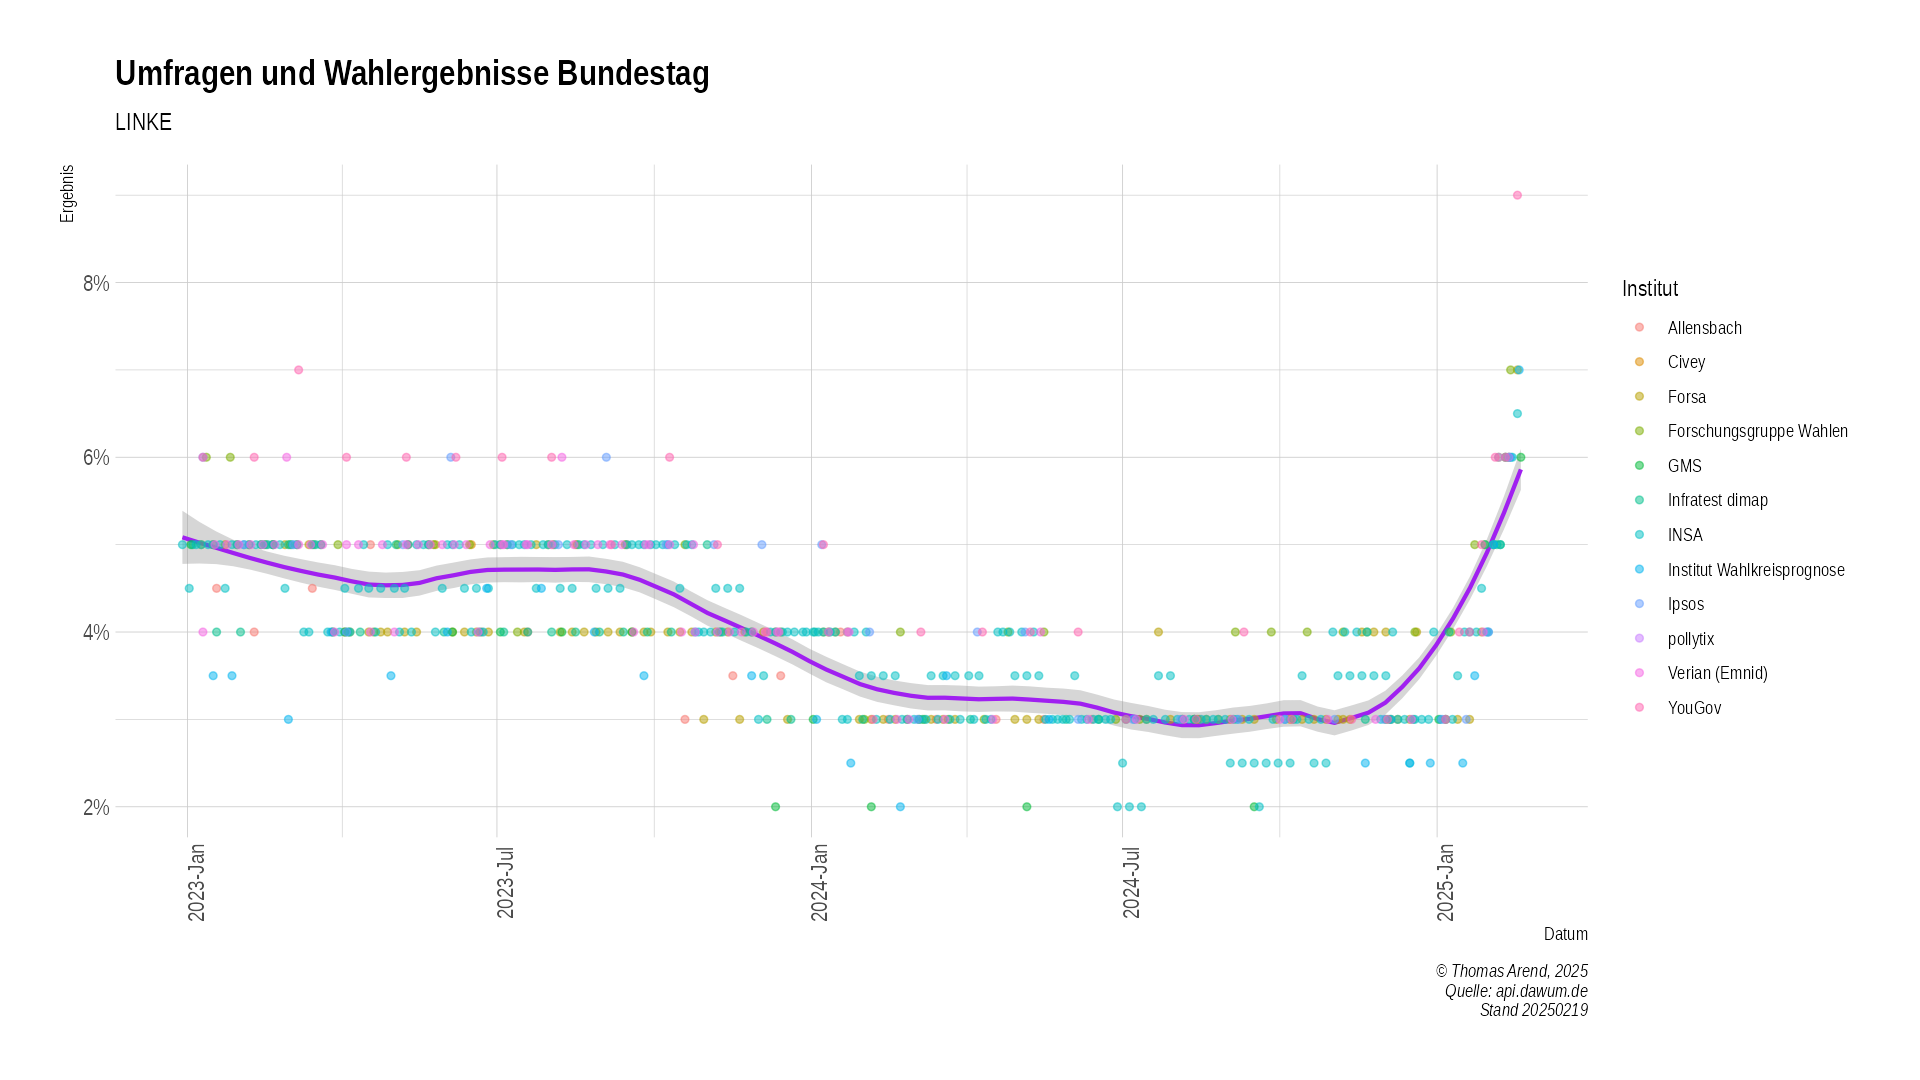 Umfragen und Wahlergebnisse Bundestag
LINKE
Ergebnis
8%
6%
4%
2%
2023-Jan
2023-Jul
2024-Jan
2024-Jul
2025-Jan
Datum
Institut
Allensbach
Civey
Forsa
Forschungsgruppe Wahlen
GMS
Infratest dimap
INSA
Institut Wahlkreisprognose
Ipsos
pollytix
Verian (Emnid)
YouGov
© Thomas Arend, 2025
Quelle: api.dawum.de
Stand 20250219